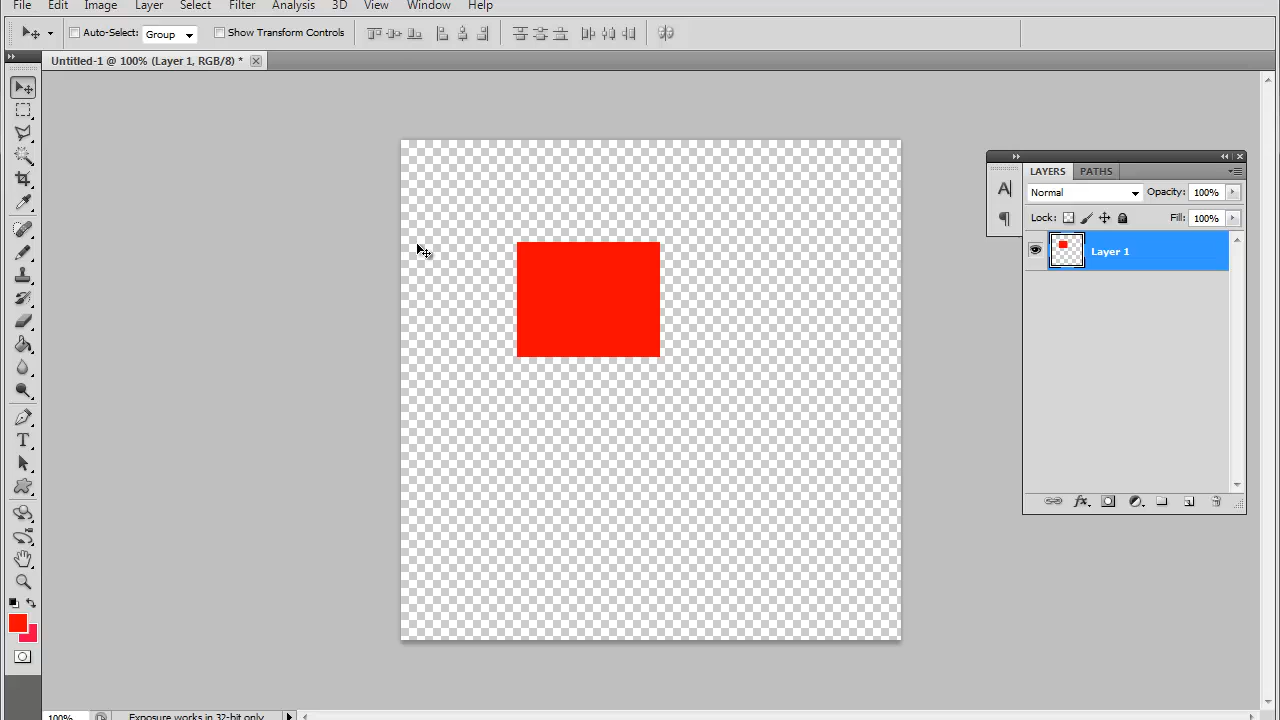 File Edit Image Layer Select Filter Analysis 3D View Window Help
Auto-Select: Group Show Transform Controls
Untitled-1 @ 100% (Layer 1, RGB/8) *
LAYERS PATHS
Normal Opacity: 100%
Lock: Fill: 100%
Layer 1
100% Exposure works in 32-bit only